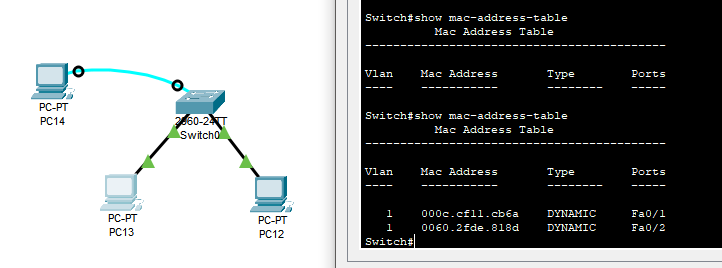 PC-PT
PC14
2960-24TT
Switch0
PC-PT
PC13
PC-PT
PC12
Switch#show mac-address-table
Mac Address Table
-------------------------------------------
Vlan    Mac Address       Type        Ports
----    -----------       --------    -----
Switch#show mac-address-table
Mac Address Table
-------------------------------------------
Vlan    Mac Address       Type        Ports
----    -----------       --------    -----
1    000c.cf11.cb6a    DYNAMIC     Fa0/1
1    0060.2fde.818d    DYNAMIC     Fa0/2
Switch#